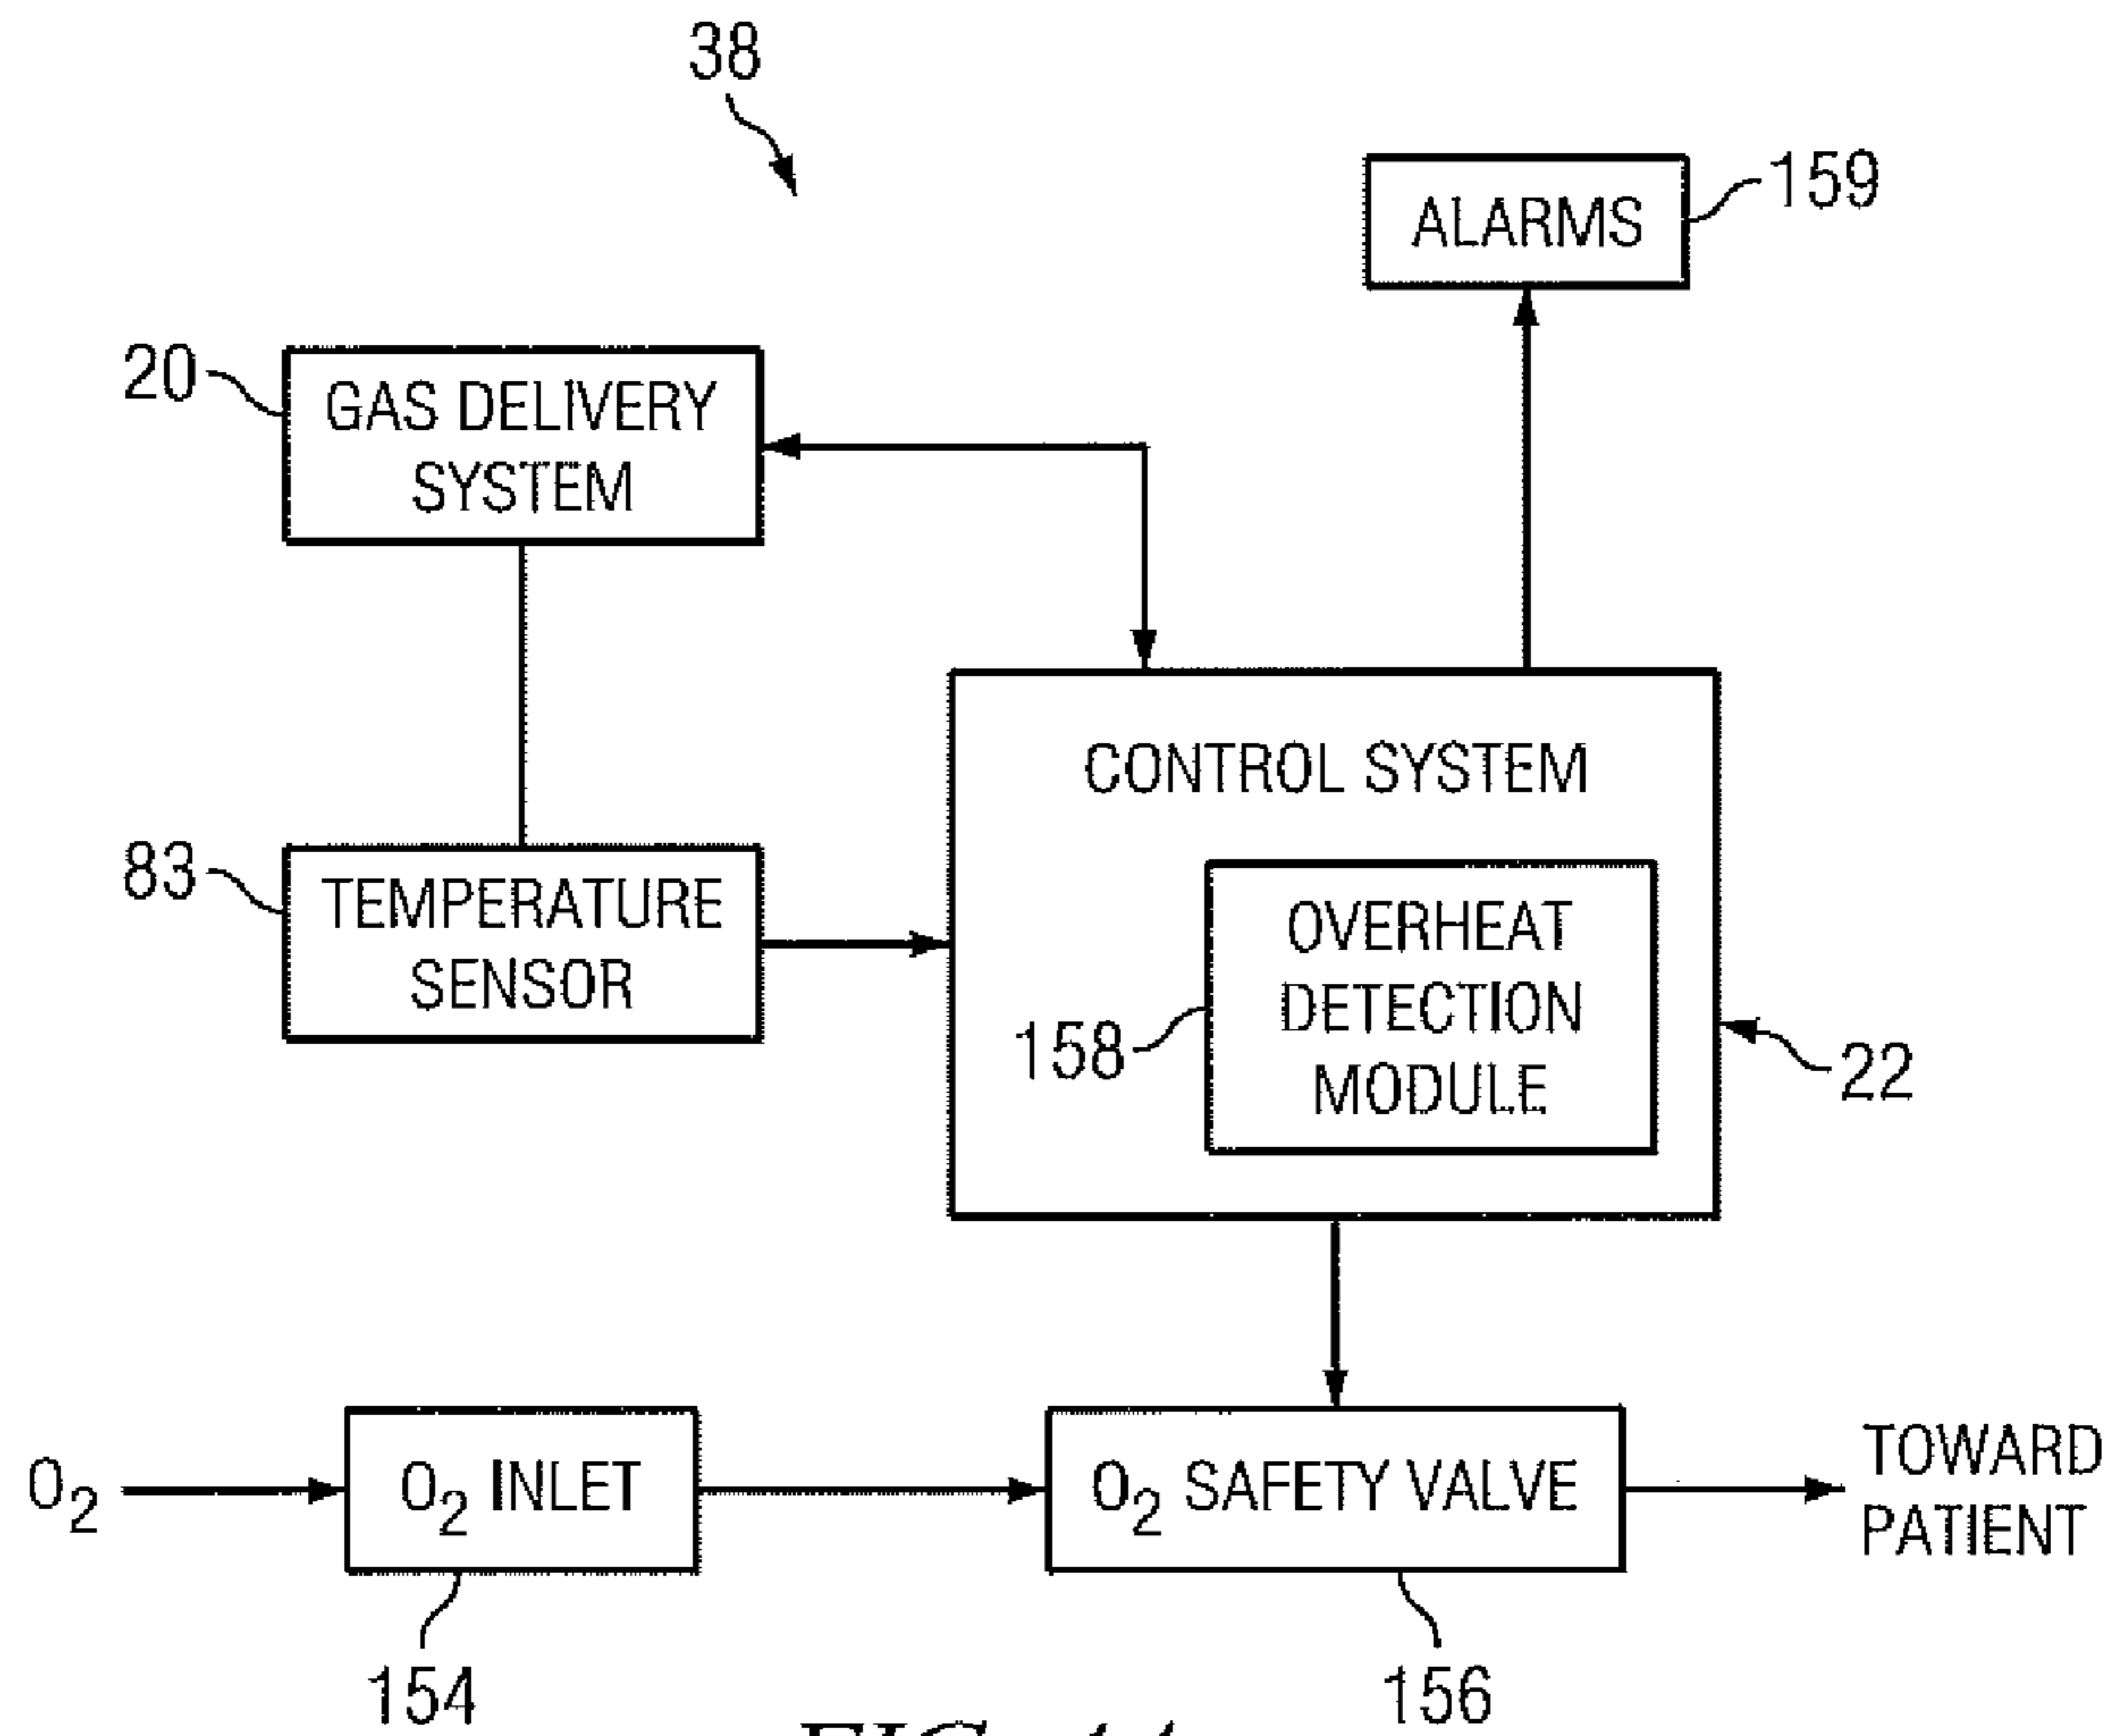 38
ALARMS
159
20
GAS DELIVERY
SYSTEM
CONTROL SYSTEM
83
TEMPERATURE
SENSOR
OVERHEAT
DETECTION
MODULE
158
22
O2
O2 INLET
O2 SAFETY VALVE
TOWARD
PATIENT
154
156